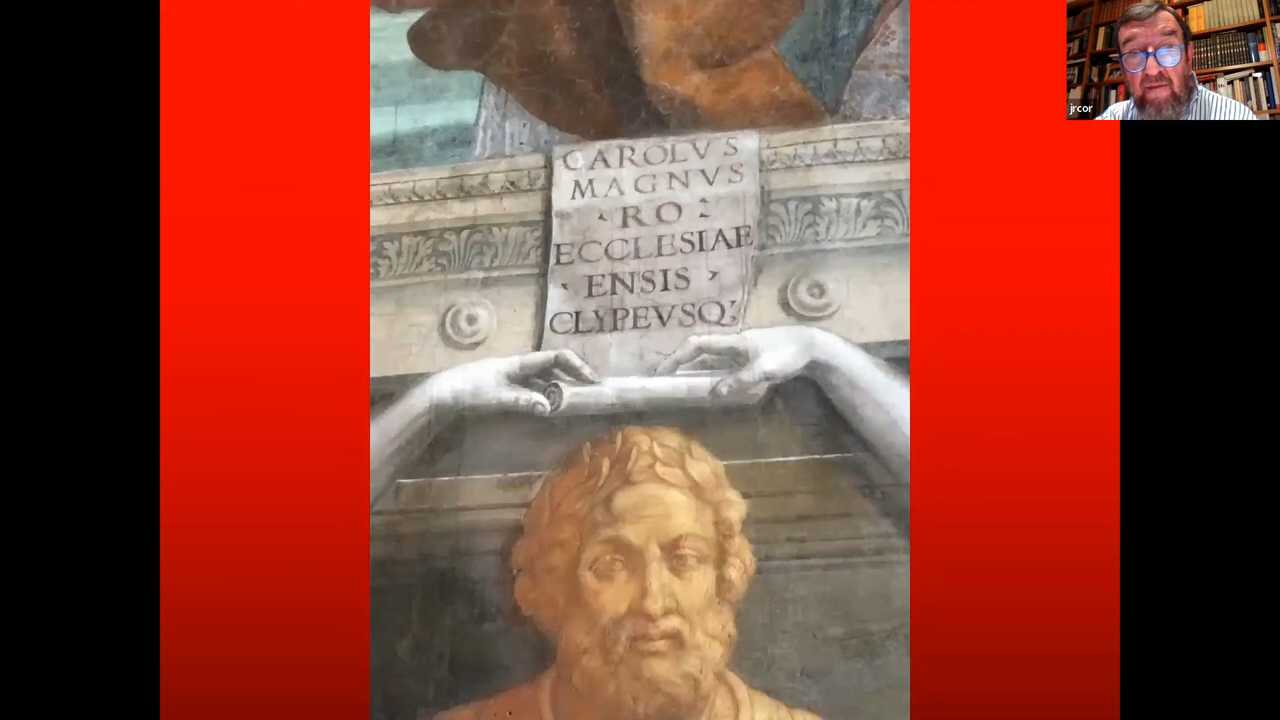 CAROLVS
MAGNVS
RO
ECCLESIAE
ENSIS
CLYPEVSQ;
jrcor